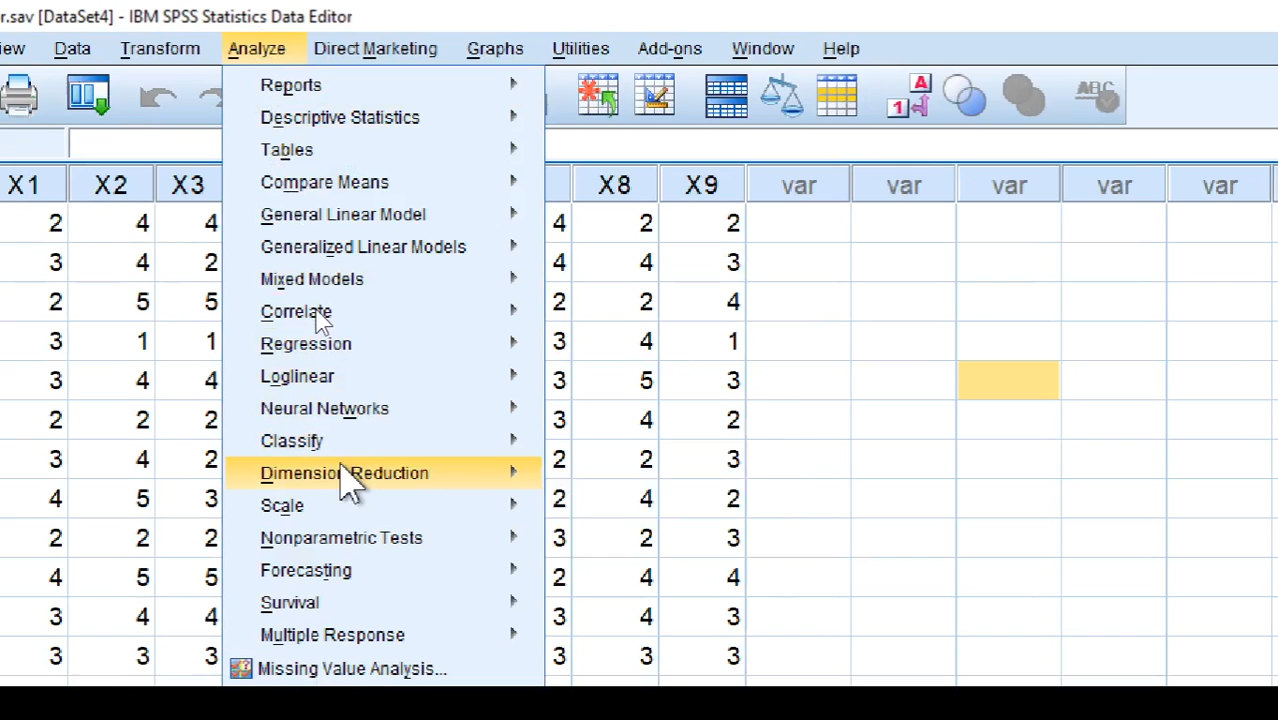 r.sav [DataSet4] - IBM SPSS Statistics Data Editor
iew Data Transform Analyze Direct Marketing Graphs Utilities Add-ons Window Help
A
1
ABC
Reports
Descriptive Statistics
Tables
Compare Means
General Linear Model
Generalized Linear Models
Mixed Models
Correlate
Regression
Loglinear
Neural Networks
Classify
Dimension Reduction
Scale
Nonparametric Tests
Forecasting
Survival
Multiple Response
Missing Value Analysis...
X1 X2 X3 X8 X9 var var var var var
2 4 4 4 2 2
3 4 2 4 4 3
2 5 5 2 2 4
3 1 1 3 4 1
3 4 4 3 5 3
2 2 2 3 4 2
3 4 2 2 2 3
4 5 3 2 4 2
2 2 2 3 2 3
4 5 5 2 4 4
3 4 4 3 4 3
3 3 3 3 3 3